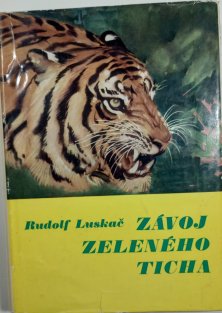 Rudolf Luskač ZÁVOJ
ZELENÉHO
TICHA